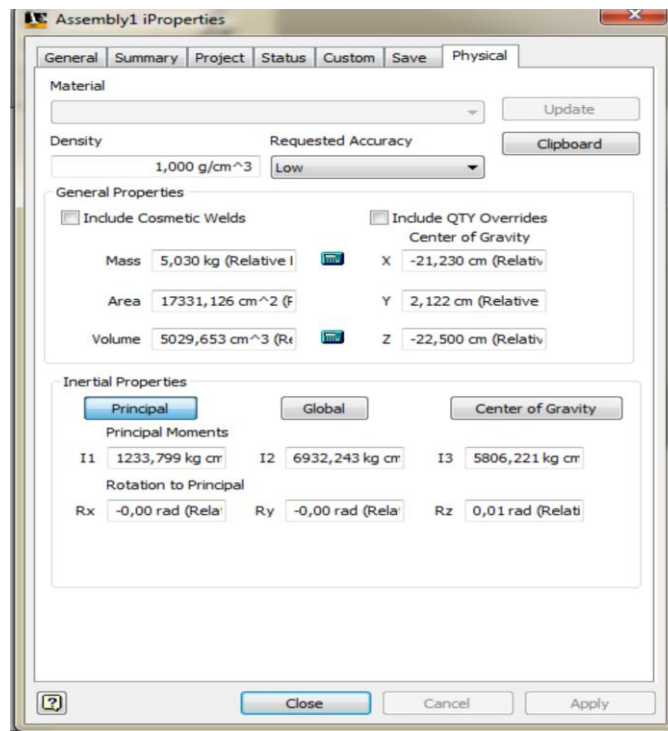 Assembly1 iProperties
General Summary Project Status Custom Save Physical
Material
Update
Density Requested Accuracy Clipboard
1,000 g/cm^3 Low
General Properties
Include Cosmetic Welds Include QTY Overrides
Center of Gravity
Mass 5,030 kg (Relative X -21,230 cm (Relativ
Area 17331,126 cm^2 ( Y 2,122 cm (Relative
Volume 5029,653 cm^3 (Re Z -22,500 cm (Relativ
Inertial Properties
Principal Global Center of Gravity
Principal Moments
I1 1233,799 kg cm I2 6932,243 kg cm I3 5806,221 kg cm
Rotation to Principal
Rx -0,00 rad (Rela Ry -0,00 rad (Rela Rz 0,01 rad (Relati
? Close Cancel Apply